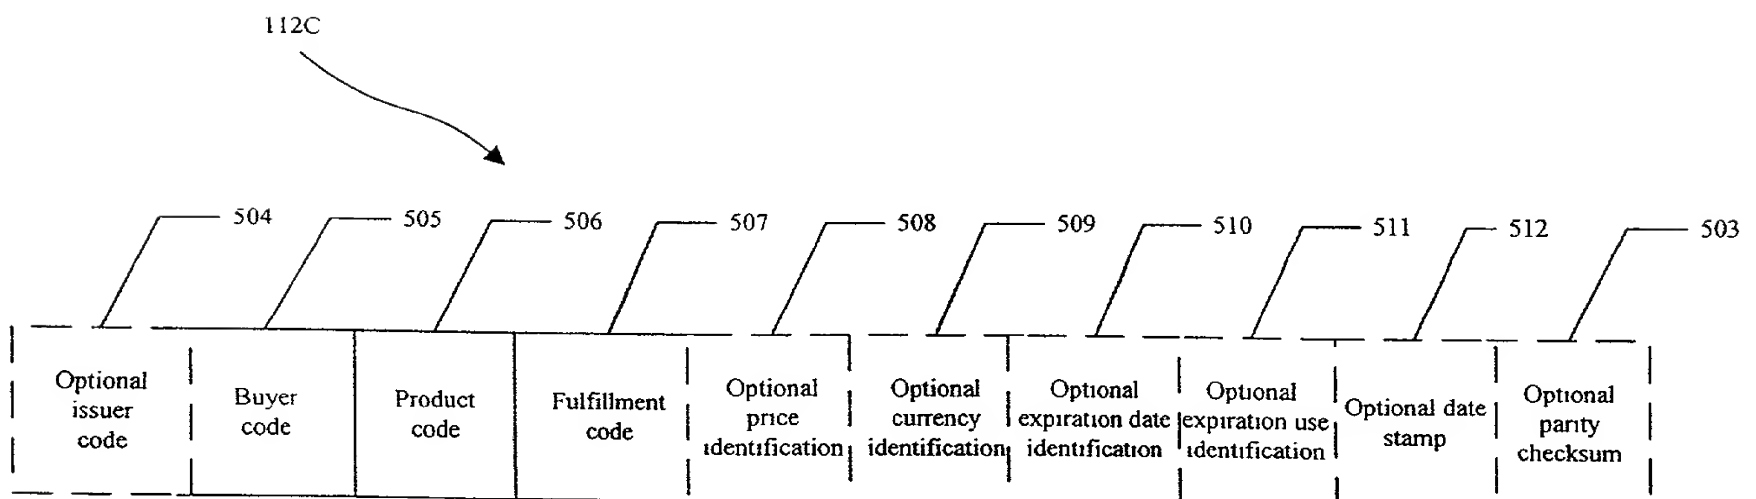 112C
504
505
506
507
508
509
510
511
512
503
Optional
issuer
code
Buyer
code
Product
code
Fulfillment
code
Optional
price
identification
Optional
currency
identification
Optional
expiration date
identification
Optional
expiration use
identification
Optional date
stamp
Optional
parity
checksum